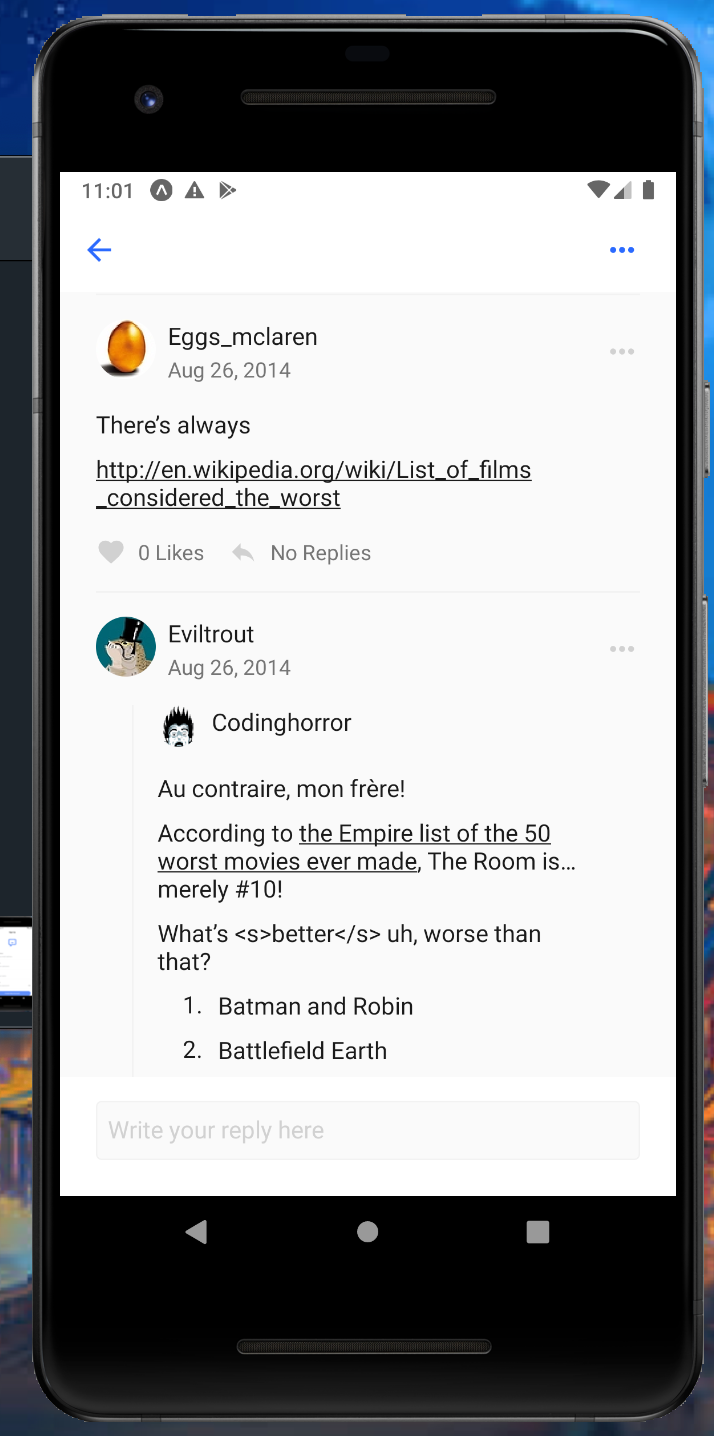 11:01
Eggs_mclaren
Aug 26, 2014
There’s always
http://en.wikipedia.org/wiki/List_of_films
_considered_the_worst
0 Likes No Replies
Eviltrout
Aug 26, 2014
Codinghorror
Au contraire, mon frère!
According to the Empire list of the 50
worst movies ever made, The Room is…
merely #10!
What’s <s>better</s> uh, worse than
that?
1. Batman and Robin
2. Battlefield Earth
Write your reply here